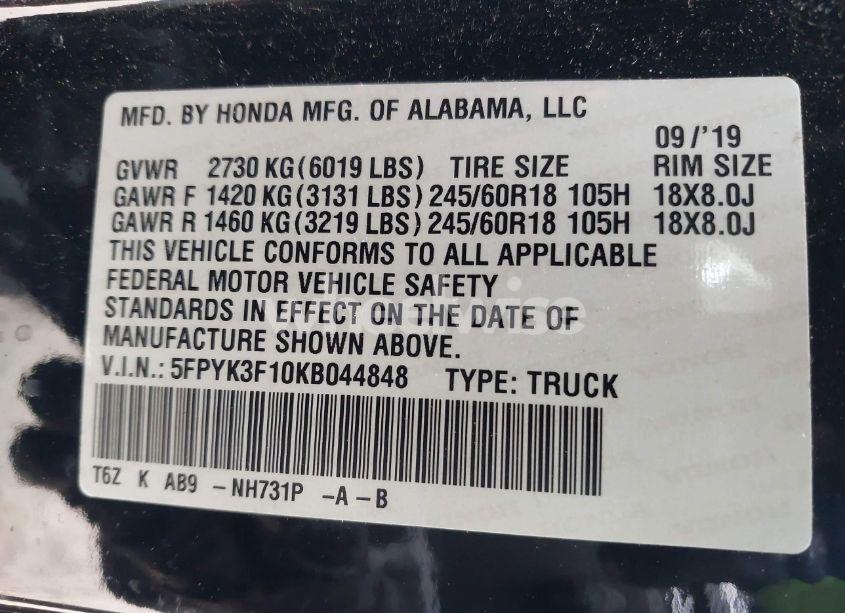 MFD. BY HONDA MFG. OF ALABAMA, LLC
09/'19
GVWR 2730 KG(6019 LBS) TIRE SIZE RIM SIZE
GAWR F 1420 KG(3131 LBS) 245/60R18 105H 18X8.0J
GAWR R 1460 KG(3219 LBS) 245/60R18 105H 18X8.0J
THIS VEHICLE CONFORMS TO ALL APPLICABLE
FEDERAL MOTOR VEHICLE SAFETY
STANDARDS IN EFFECT ON THE DATE OF
MANUFACTURE SHOWN ABOVE.
V.I.N.: 5FPYK3F10KB044848 TYPE: TRUCK
T6Z K AB9 -NH731P -A-B